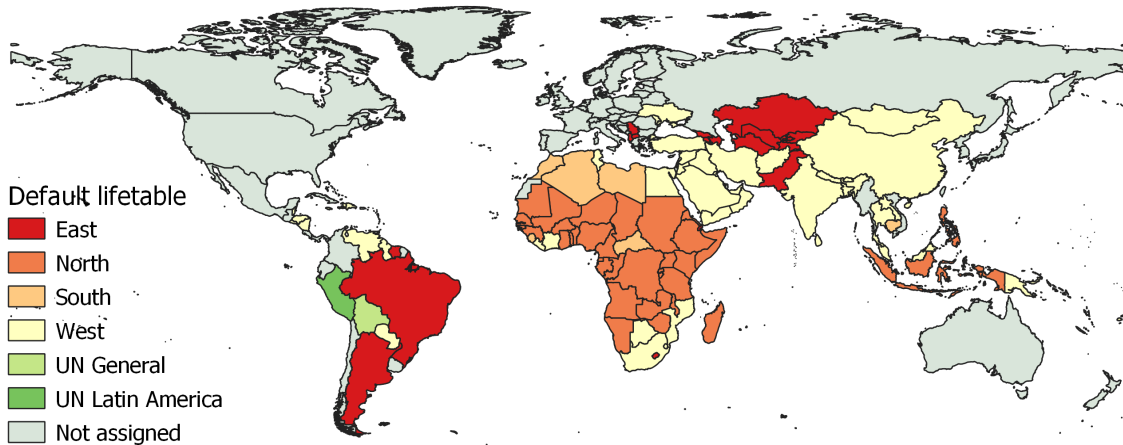 Default lifetable
East
North
South
West
UN General
UN Latin America
Not assigned